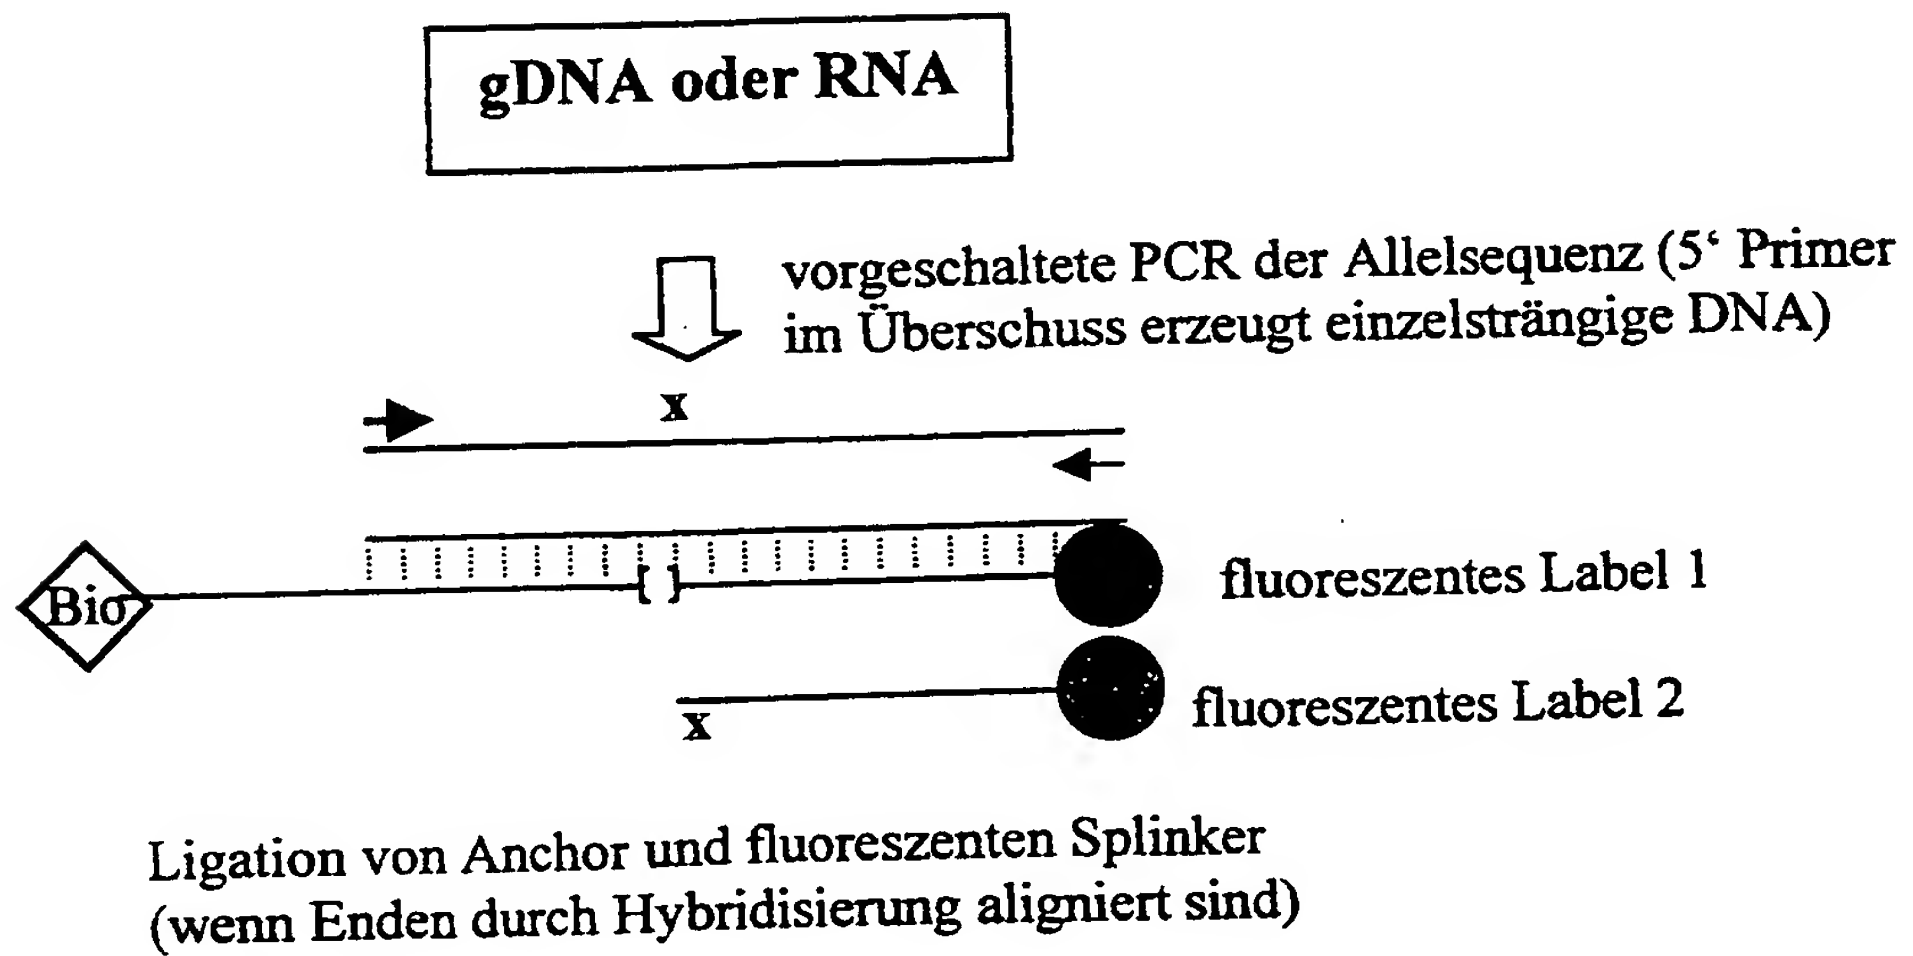 gDNA oder RNA
vorgeschaltete PCR der Allelsequenz (5‘ Primer
im Überschuss erzeugt einzelsträngige DNA)
x
Bio
fluoreszentes Label 1
fluoreszentes Label 2
x
Ligation von Anchor und fluoreszenten Splinker
(wenn Enden durch Hybridisierung aligniert sind)